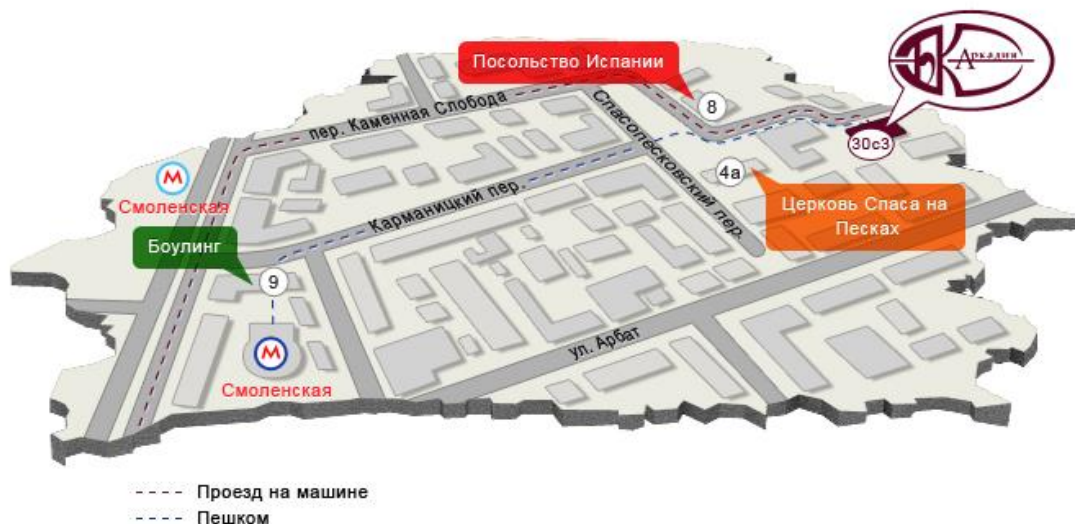 Посольство Испании
БК Аркадия
пер. Каменная Слобода
8
30с3
Спасопесковский пер.
М
Смоленская
4а
Карманицкий пер.
Церковь Спаса на
Песках
Боулинг
9
ул. Арбат
М
Смоленская
Проезд на машине
Пешком